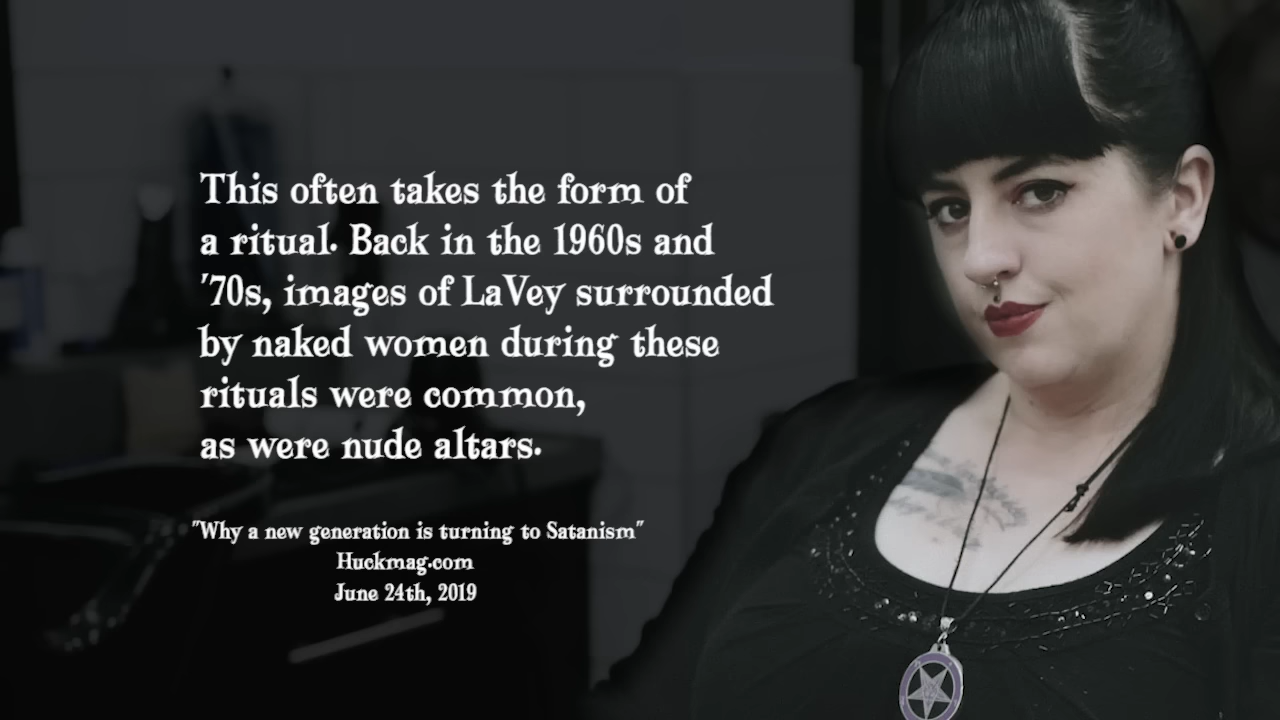 This often takes the form of
a ritual. Back in the 1960s and
'70s, images of LaVey surrounded
by naked women during these
rituals were common,
as were nude altars.
"Why a new generation is turning to Satanism"
Huckmag.com
June 24th, 2019